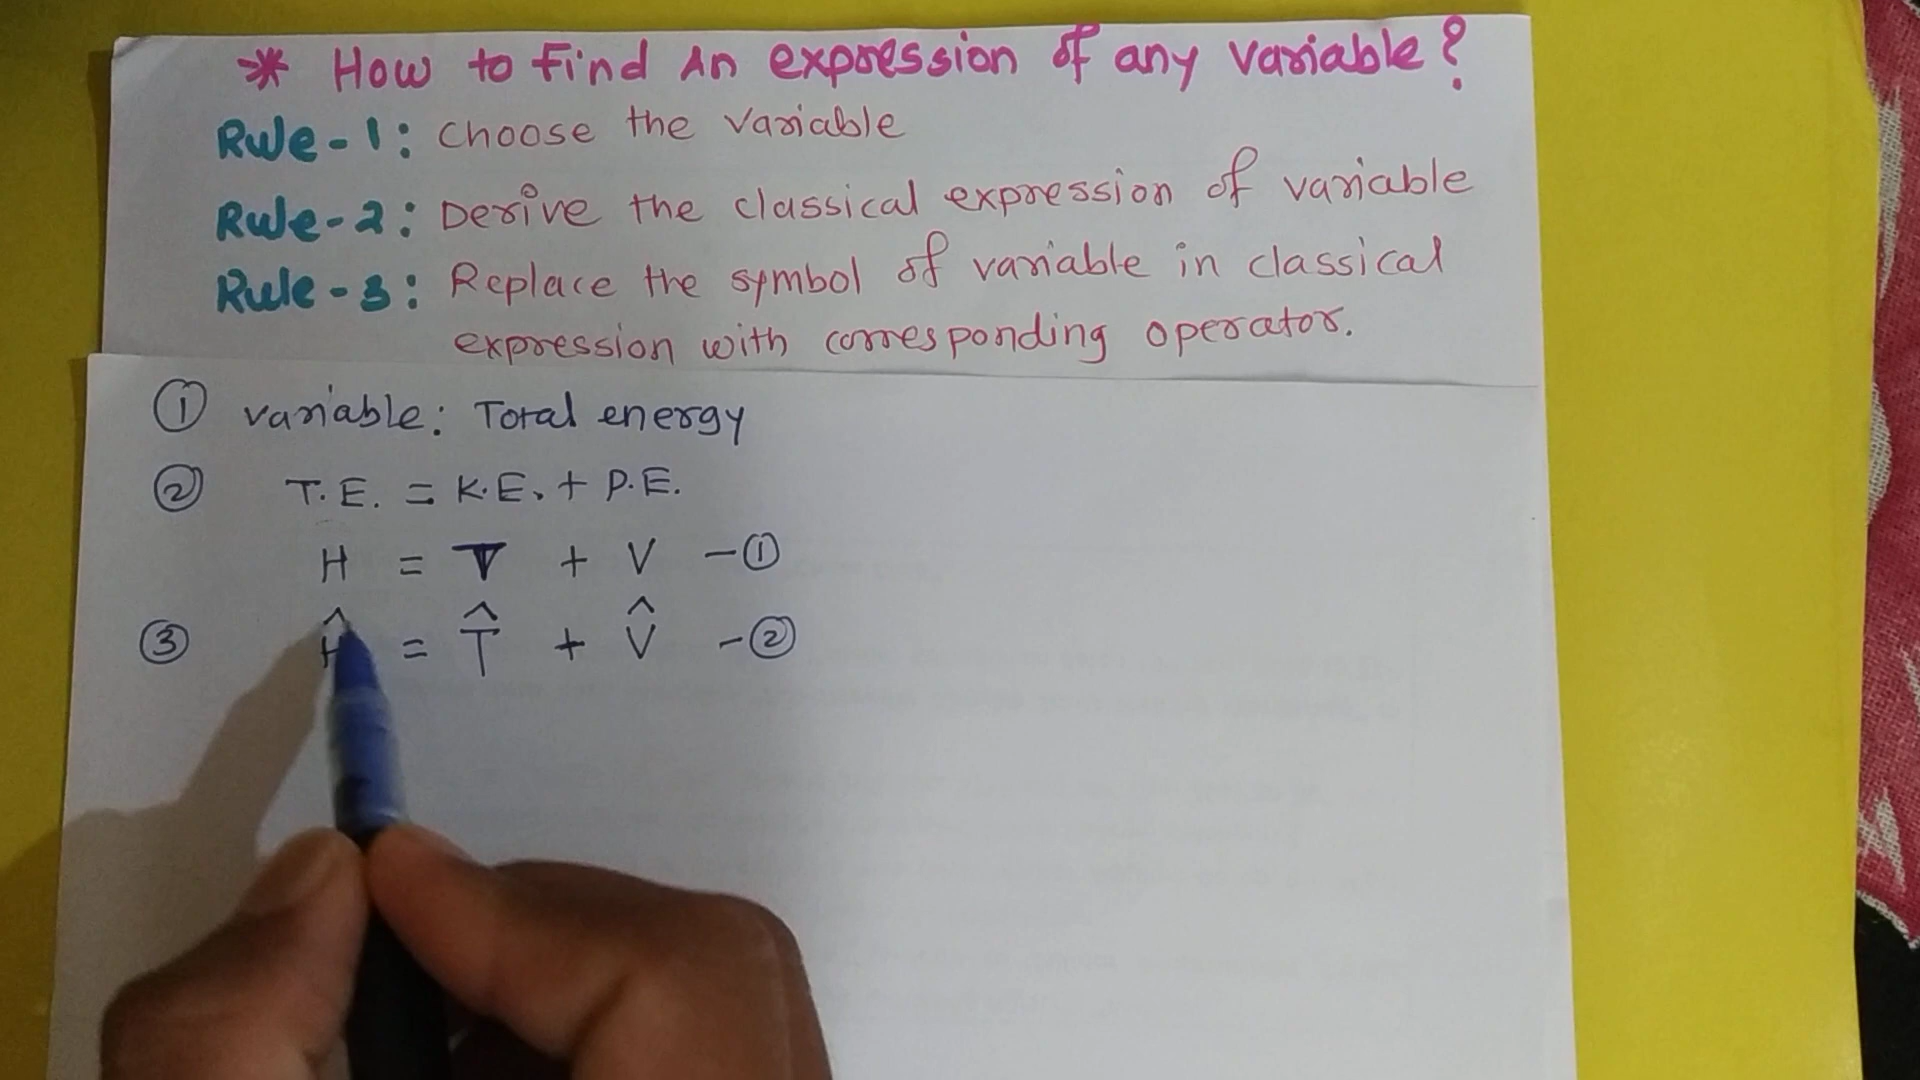 * How to Find An expression of any variable?
Rule-1: choose the variable
Rule-2: Derive the classical expression of variable
Rule-3: Replace the symbol of variable in classical
expression with corresponding operator.
① variable: Total energy
② T.E. = K.E. + P.E.
H = T + V -①
③ Ĥ = T̂ + V̂ -②